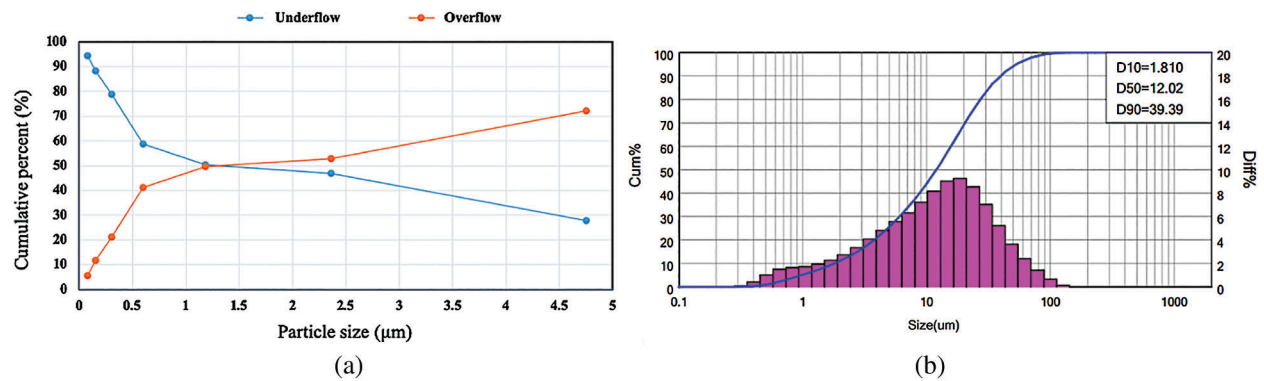 Underflow Overflow
Cumulative percent (%)
100
90
80
70
60
50
40
30
20
10
0
0 0.5 1 1.5 2 2.5 3 3.5 4 4.5 5
Particle size (µm)
(a)
Cum%
100
90
80
70
60
50
40
30
20
10
0
D10=1.810
D50=12.02
D90=39.39
20
18
16
14
12
10
8
6
4
2
0
Diff%
0.1 1 10 100 1000
Size(um)
(b)